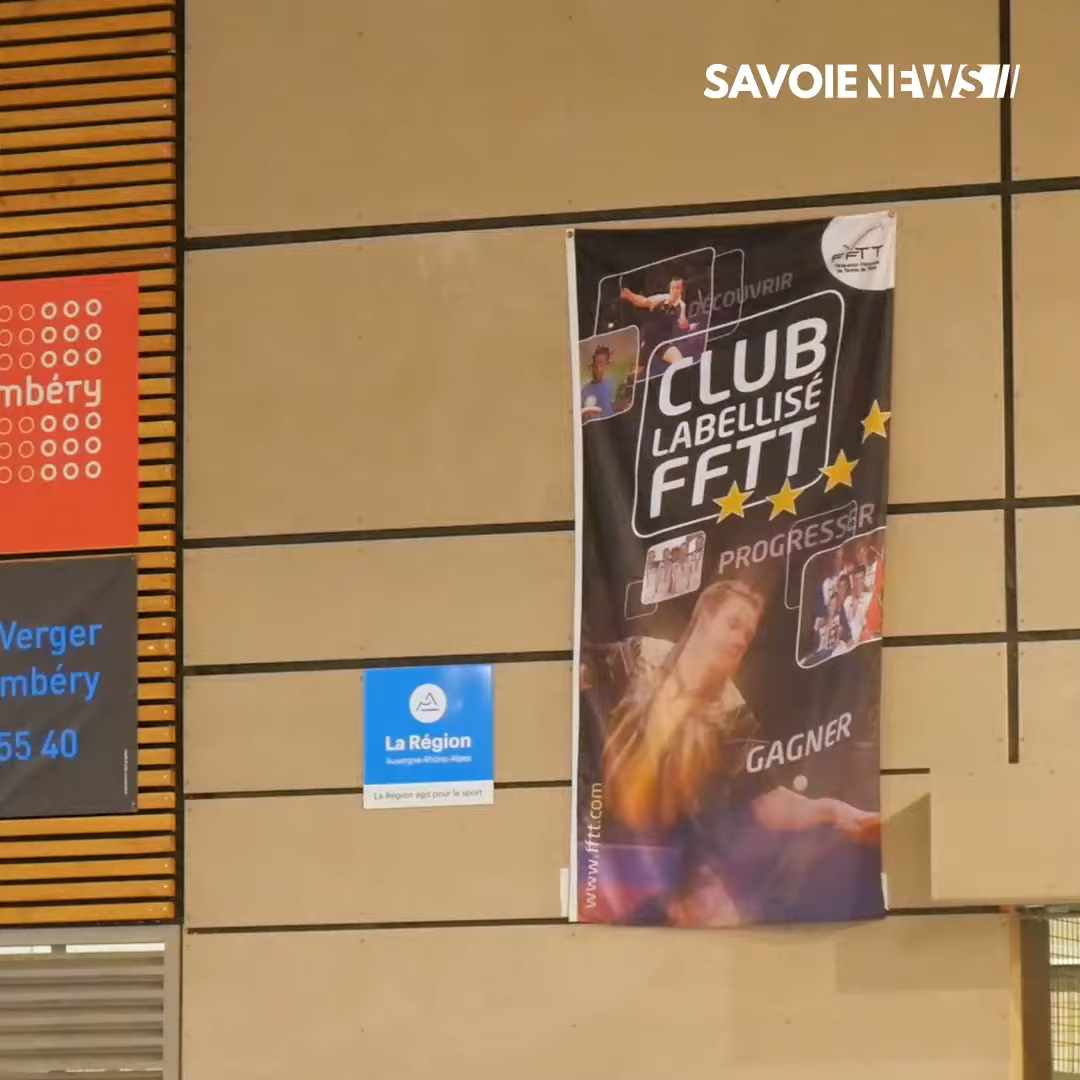 SAVOIE NEWS
mbéry
Verger
mbéry
55 40
La Région
Auvergne-Rhône-Alpes
La Région agit pour le sport
FFTT
DÉCOUVRIR
CLUB
LABELLISÉ
FFTT
PROGRESSER
GAGNER
www.fftt.com